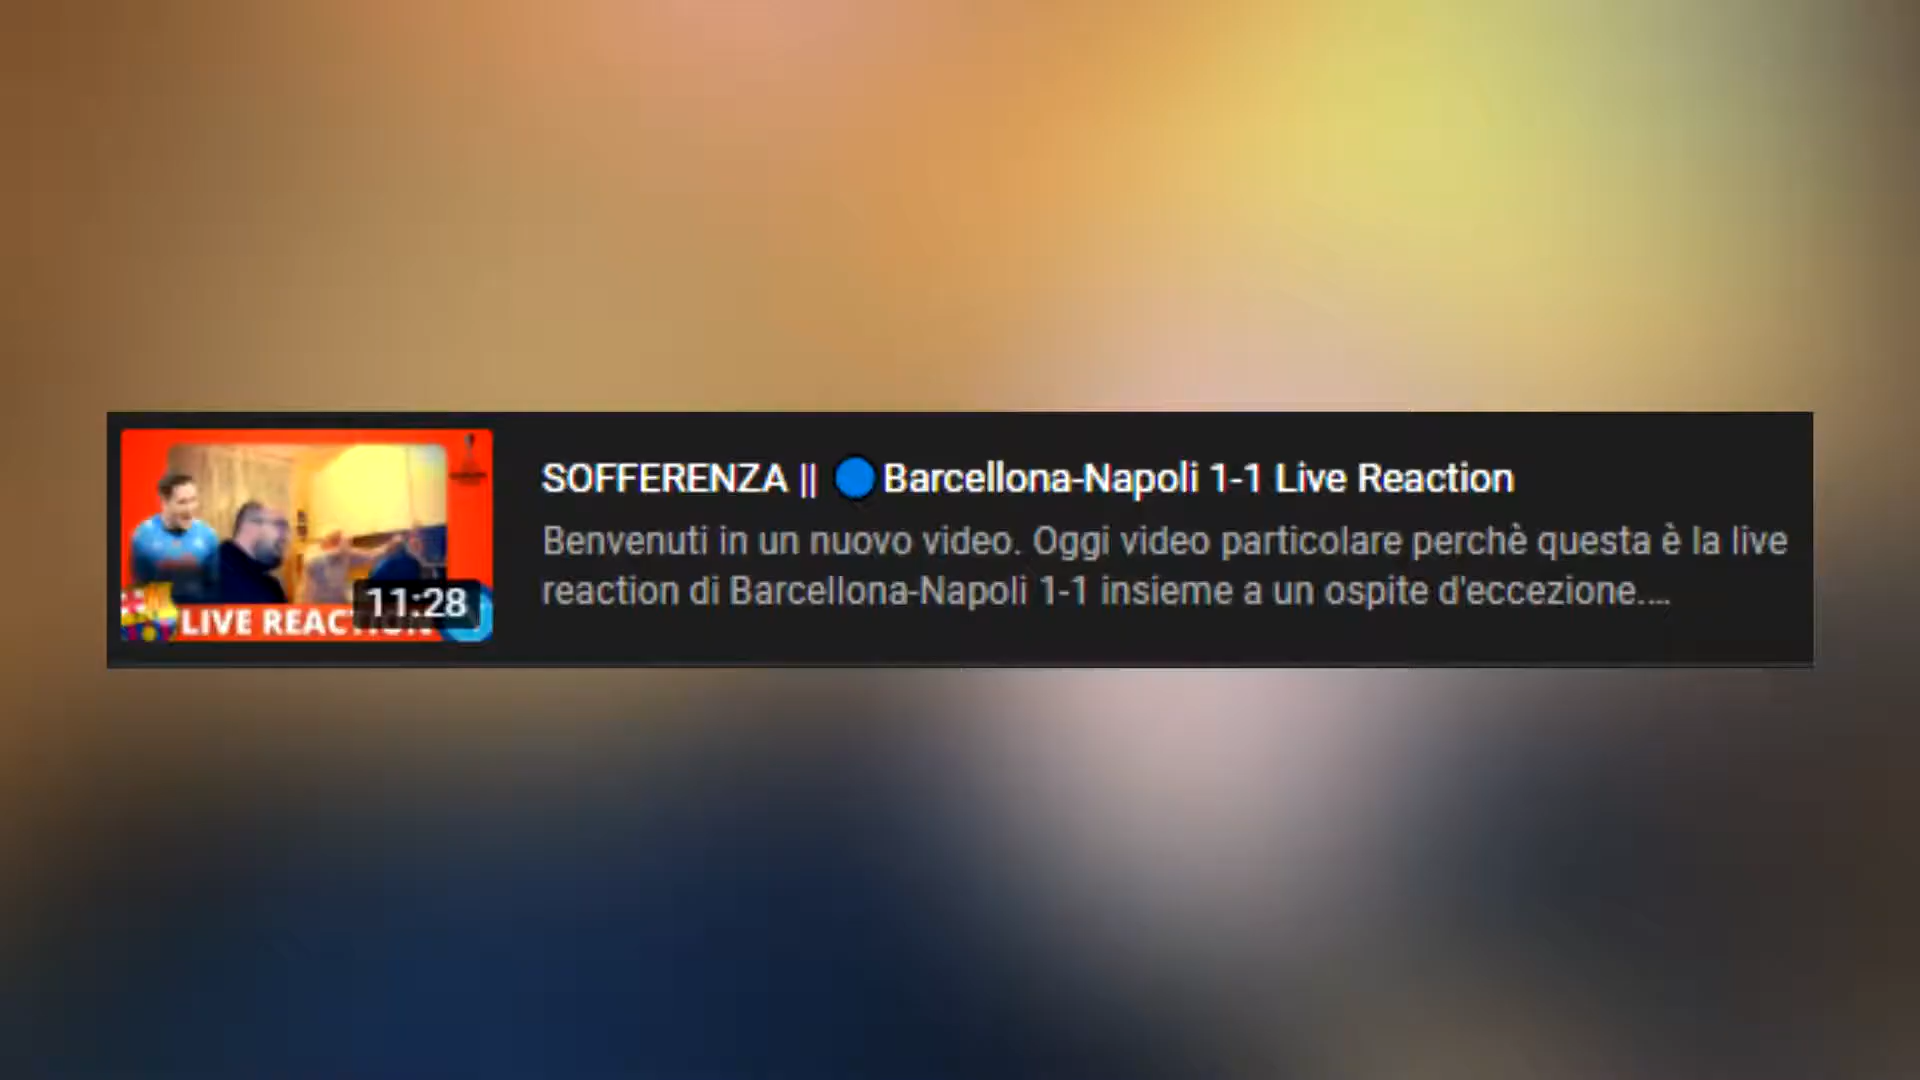 SOFFERENZA || 🔵Barcellona-Napoli 1-1 Live Reaction
Benvenuti in un nuovo video. Oggi video particolare perchè questa è la live
reaction di Barcellona-Napoli 1-1 insieme a un ospite d'eccezione....
11:28
LIVE REACTION